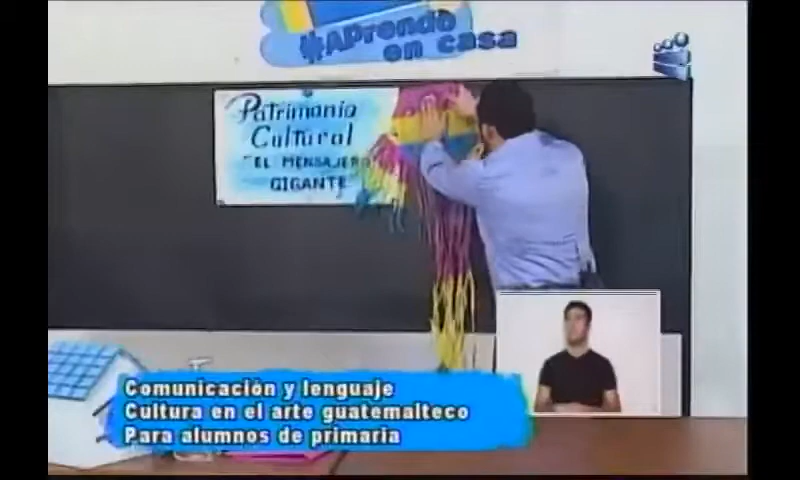 #APrendo
en casa
Patrimonio
Cultural
"EL MENSAJERO
GIGANTE"
Comunicación y lenguaje
Cultura en el arte guatemalteco
Para alumnos de primaria